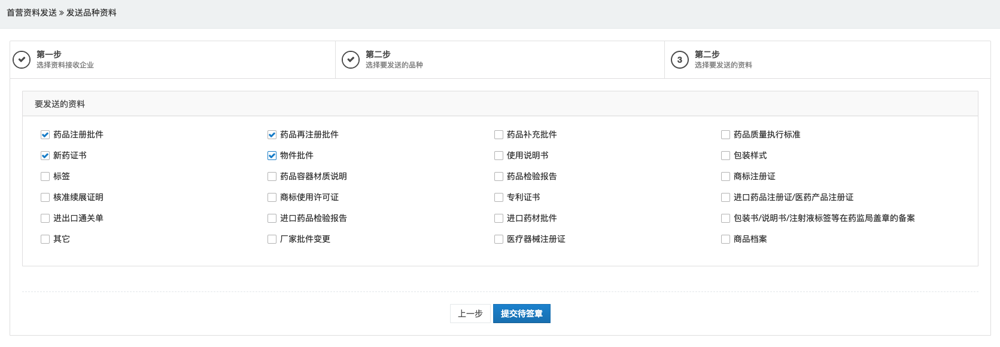 首营资料发送 » 发送品种资料
第一步
选择资料接收企业
第二步
选择要发送的品种
3
第二步
选择要发送的资料
要发送的资料
药品注册批件 药品再注册批件 药品补充批件 药品质量执行标准
新药证书 物件批件 使用说明书 包装样式
标签 药品容器材质说明 药品检验报告 商标注册证
核准续展证明 商标使用许可证 专利证书 进口药品注册证/医药产品注册证
进出口通关单 进口药品检验报告 进口药材批件 包装书/说明书/注射液标签等在药监局盖章的备案
其它 厂家批件变更 医疗器械注册证 商品档案
上一步 提交待签章